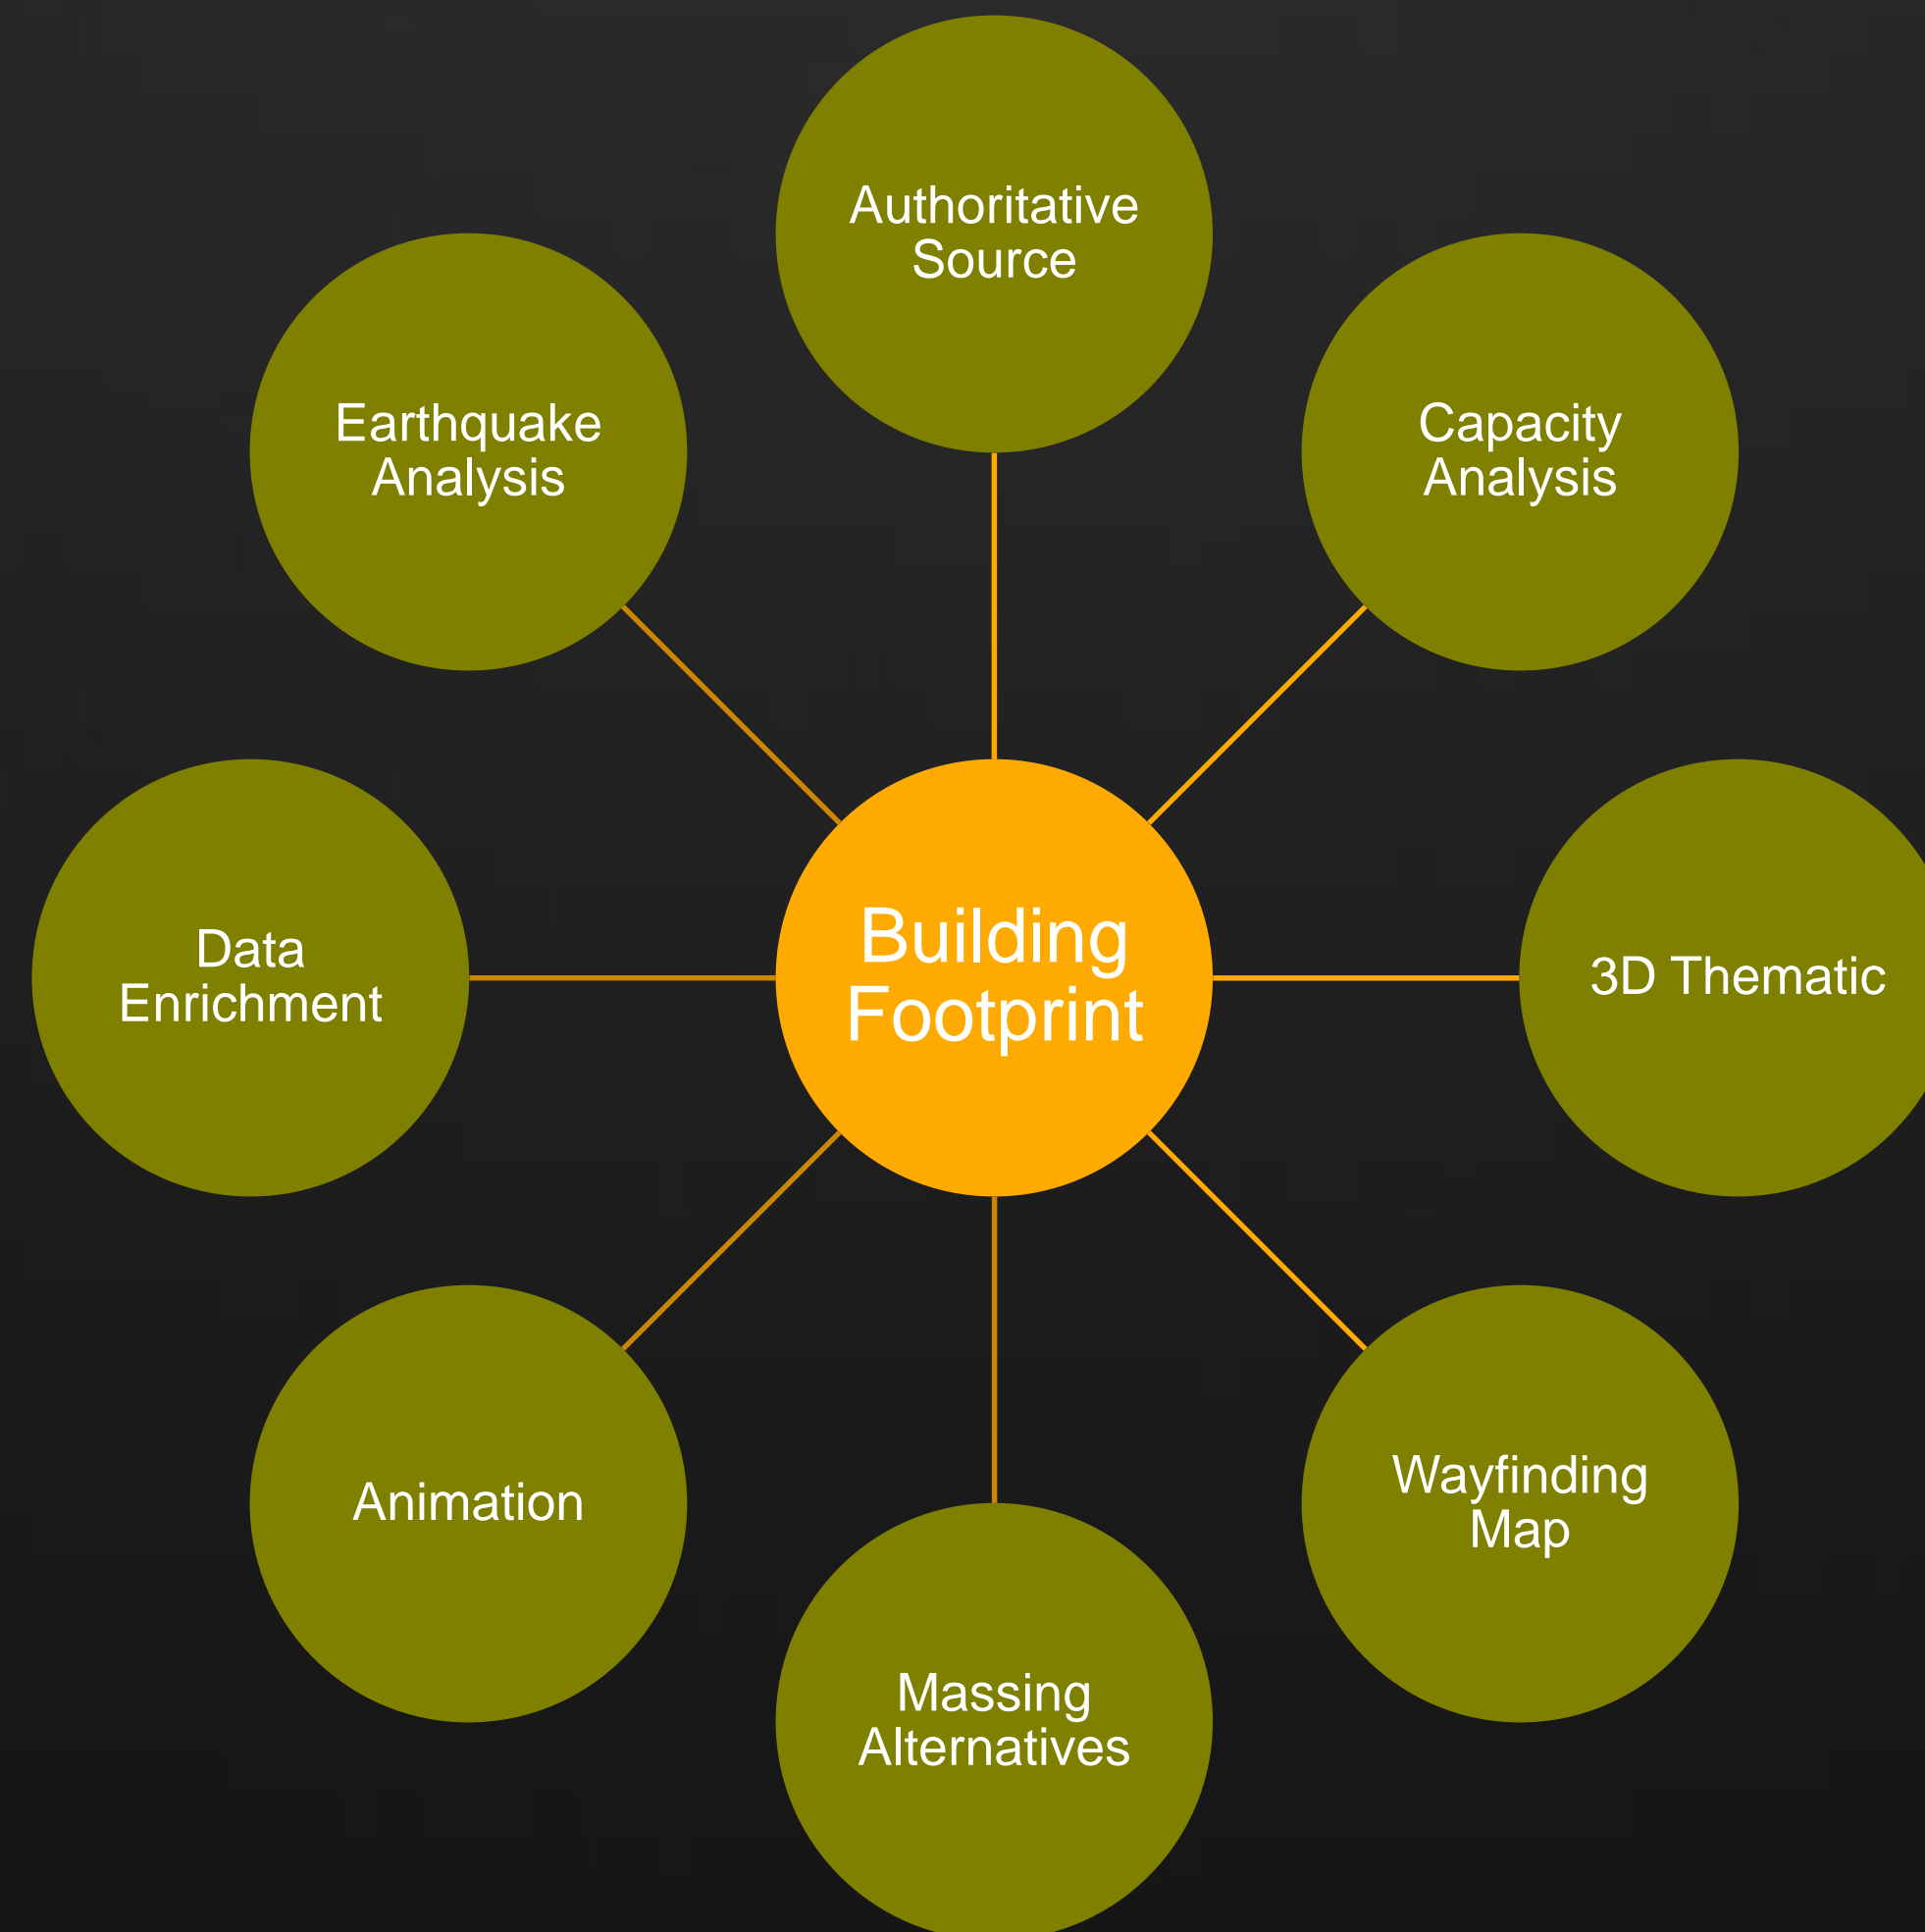 Authoritative
Source
Earthquake
Analysis
Capacity
Analysis
Data
Enrichment
Building
Footprint
3D Thematic
Animation
Wayfinding
Map
Massing
Alternatives